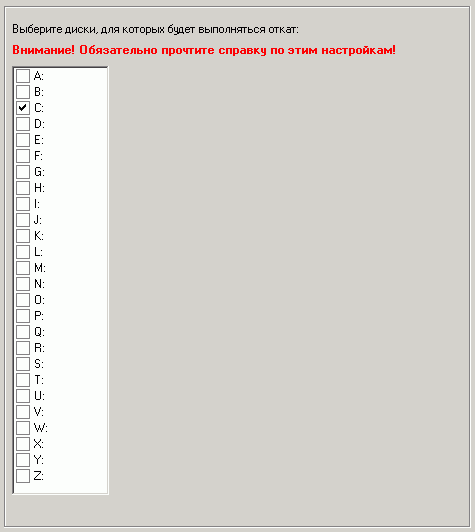 Выберите диски, для которых будет выполняться откат:
Внимание! Обязательно прочтите справку по этим настройкам!
A:
B:
C:
D:
E:
F:
G:
H:
I:
J:
K:
L:
M:
N:
O:
P:
Q:
R:
S:
T:
U:
V:
W:
X:
Y:
Z: